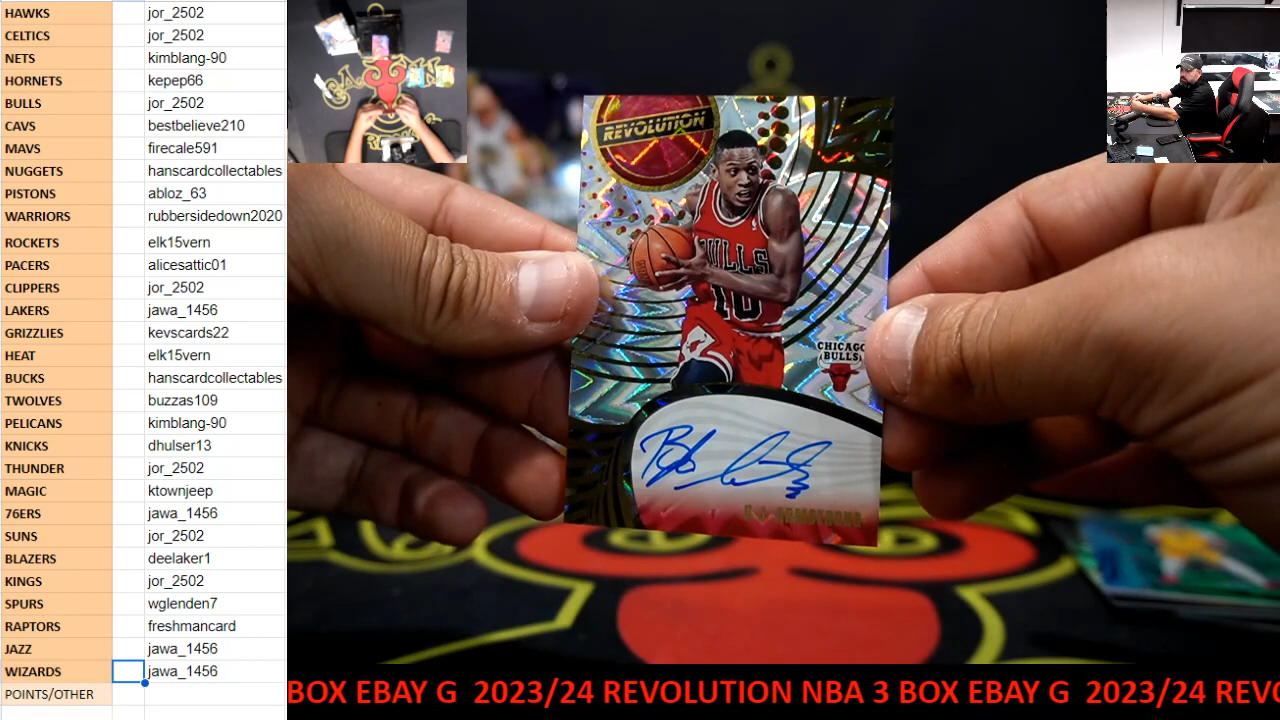 HAWKS jor_2502
CELTICS jor_2502
NETS kimblang-90
HORNETS kepep66
BULLS jor_2502
CAVS bestbelieve210
MAVS firecale591
NUGGETS hanscardcollectables
PISTONS abloz_63
WARRIORS rubbersidedown2020
ROCKETS elk15vern
PACERS alicesattic01
CLIPPERS jor_2502
LAKERS jawa_1456
GRIZZLIES kevscards22
HEAT elk15vern
BUCKS hanscardcollectables
TWOLVES buzzas109
PELICANS kimblang-90
KNICKS dhulser13
THUNDER jor_2502
MAGIC ktownjeep
76ERS jawa_1456
SUNS jor_2502
BLAZERS deelaker1
KINGS jor_2502
SPURS wglenden7
RAPTORS freshmancard
JAZZ jawa_1456
WIZARDS jawa_1456
POINTS/OTHER
REVOLUTION
BULLS
10
CHICAGO
BULLS
ARMSTRONG
BOX EBAY G 2023/24 REVOLUTION NBA 3 BOX EBAY G 2023/24 REVO